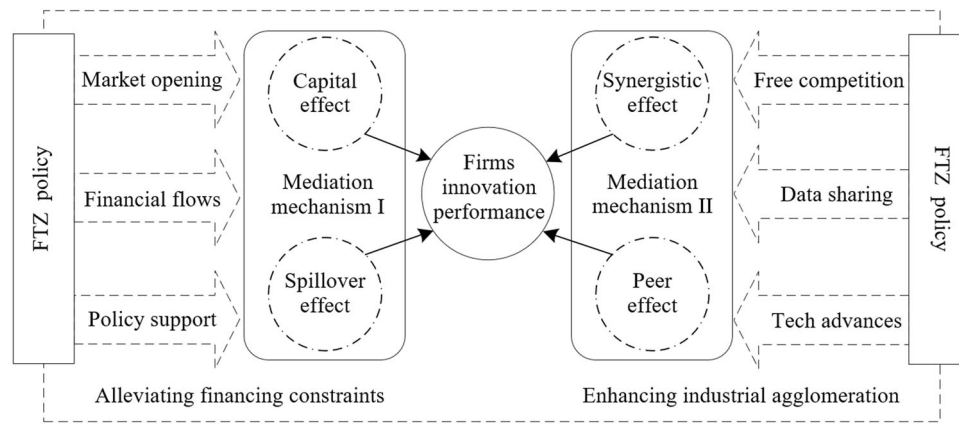 FTZ policy
Market opening
Financial flows
Policy support
Capital
effect
Mediation
mechanism I
Spillover
effect
Alleviating financing constraints
Firms
innovation
performance
Synergistic
effect
Mediation
mechanism II
Peer
effect
Enhancing industrial agglomeration
Free competition
Data sharing
Tech advances
FTZ policy